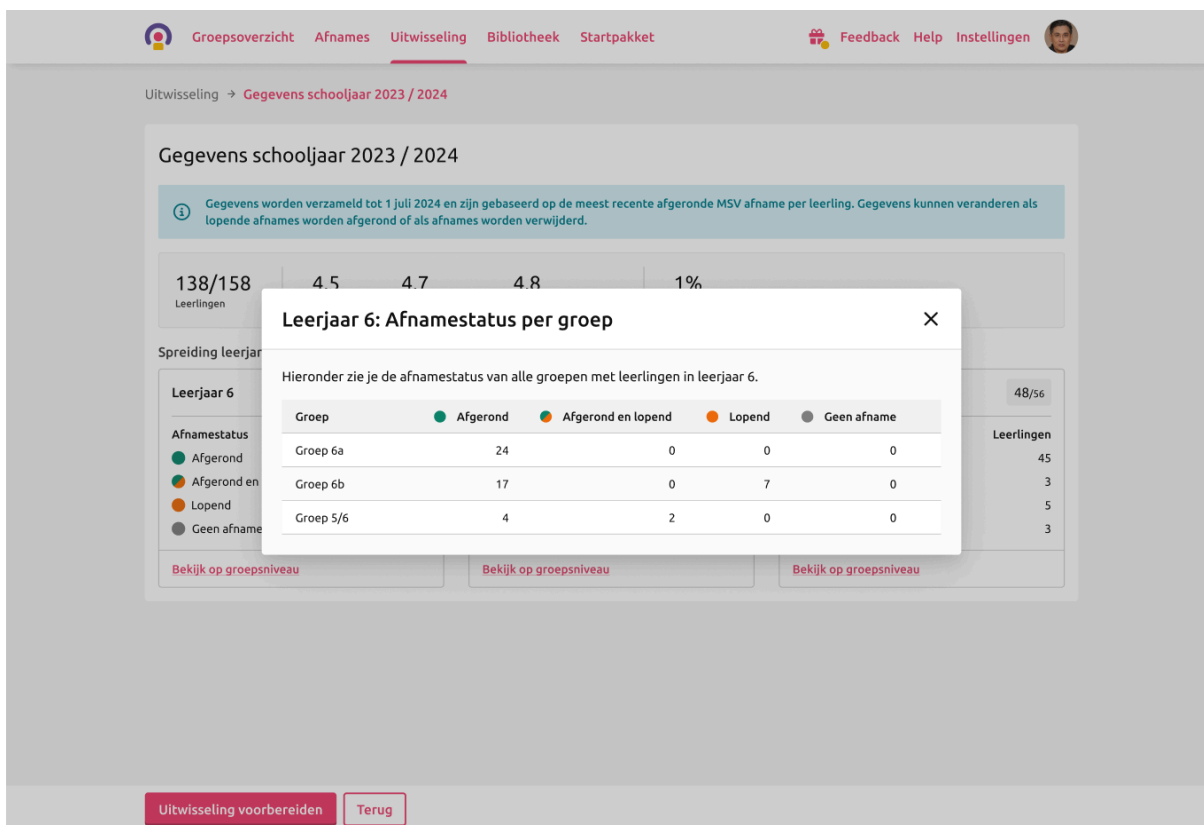 Groepsoverzicht Afnames Uitwisseling Bibliotheek Startpakket Feedback Help Instellingen
Uitwisseling → Gegevens schooljaar 2023 / 2024
Gegevens schooljaar 2023 / 2024
Gegevens worden verzameld tot 1 juli 2024 en zijn gebaseerd op de meest recente afgeronde MSV afname per leerling. Gegevens kunnen veranderen als
lopende afnames worden afgerond of als afnames worden verwijderd.
138/158 4.5 4.7 4.8 1%
Leerlingen
Spreiding leerjar
Leerjaar 6 48/56
Afnamestatus Leerlingen
Afgerond 45
Afgerond en 3
Lopend 5
Geen afname 3
Bekijk op groepsniveau Bekijk op groepsniveau Bekijk op groepsniveau
Leerjaar 6: Afnamestatus per groep
Hieronder zie je de afnamestatus van alle groepen met leerlingen in leerjaar 6.
Groep Afgerond Afgerond en lopend Lopend Geen afname
Groep 6a 24 0 0 0
Groep 6b 17 0 7 0
Groep 5/6 4 2 0 0
Uitwisseling voorbereiden Terug